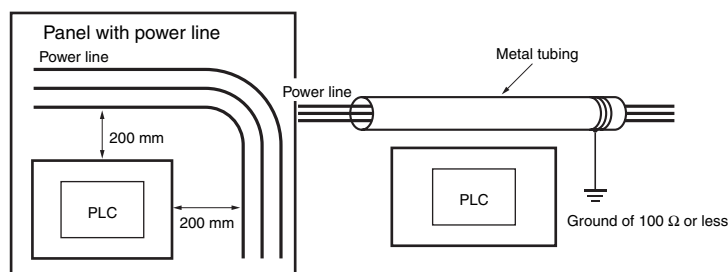 Panel with power line
Power line
200 mm
PLC
200 mm
Metal tubing
Power line
PLC
Ground of 100 Ω or less